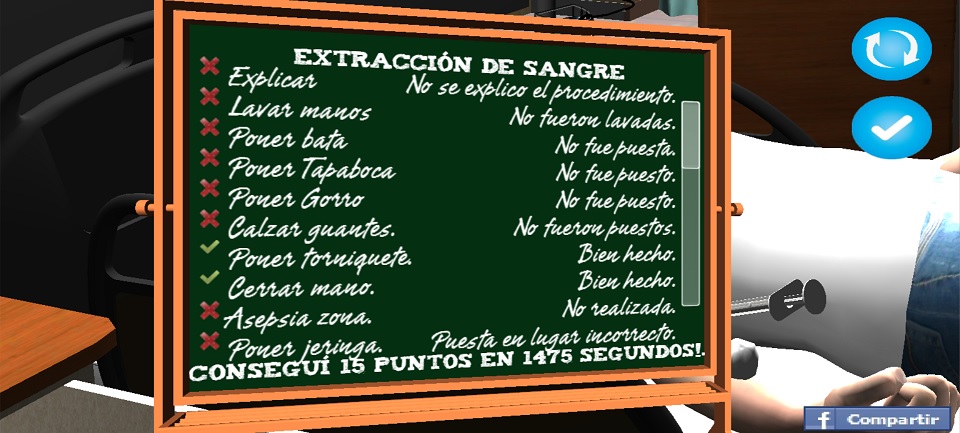 EXTRACCIÓN DE SANGRE
Explicar No se explico el procedimiento.
Lavar manos No fueron lavadas.
Poner bata No fue puesta.
Poner Tapaboca No fue puesto.
Poner Gorro No fue puesto.
Calzar guantes. No fueron puestos.
Poner torniquete. Bien hecho.
Cerrar mano. Bien hecho.
Asepsia zona. No realizada.
Poner jeringa. Puesta en lugar incorrecto.
CONSEGUÍ 15 PUNTOS EN 1475 SEGUNDOS!.
f Compartir